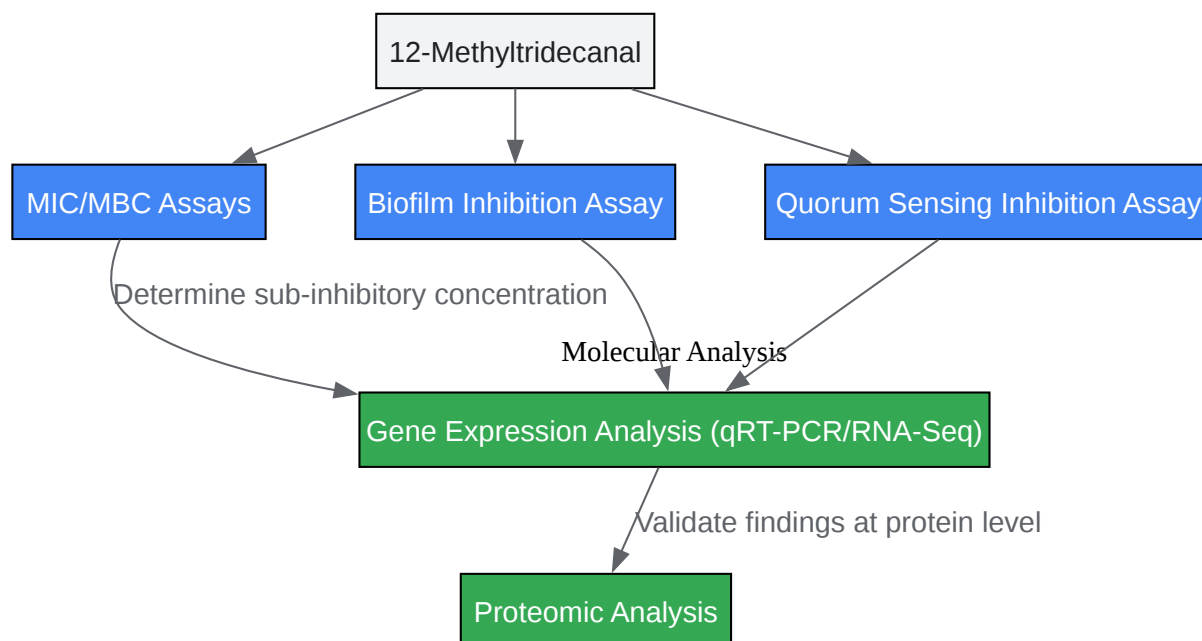 12-Methyltridecanal
MIC/MBC Assays
Biofilm Inhibition Assay
Quorum Sensing Inhibition Assay
Determine sub-inhibitory concentration
Molecular Analysis
Gene Expression Analysis (qRT-PCR/RNA-Seq)
Validate findings at protein level
Proteomic Analysis